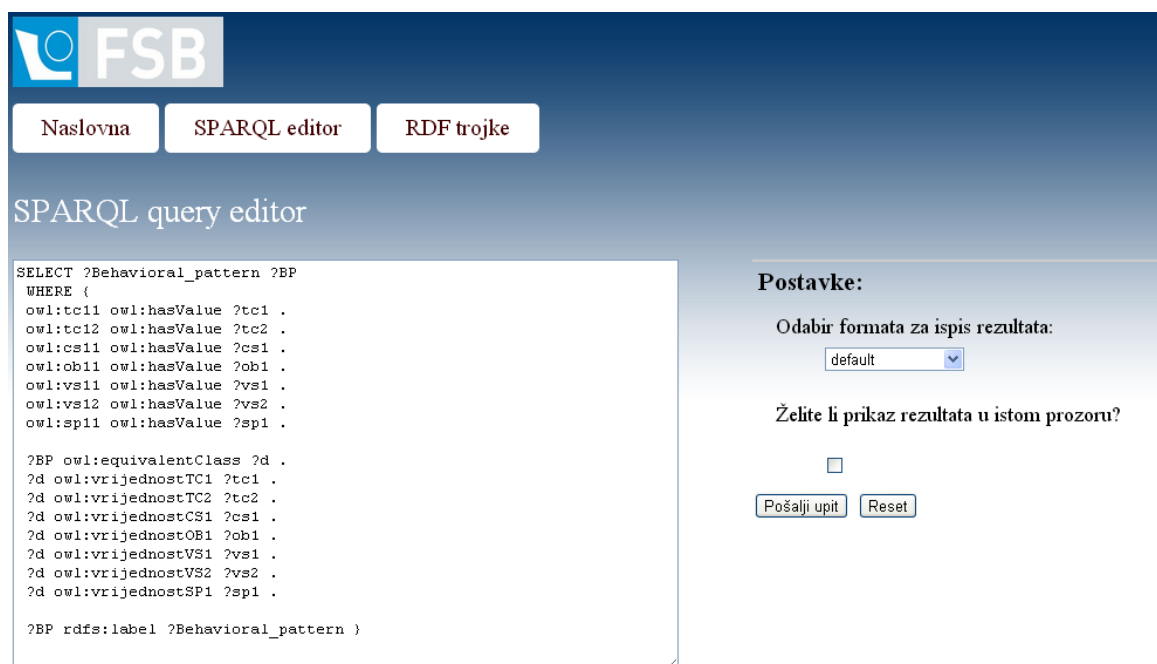 FSB
Naslovna SPARQL editor RDF trojke
SPARQL query editor
SELECT ?Behavioral_pattern ?BP
WHERE {
owl:tc11 owl:hasValue ?tc1 .
owl:tc12 owl:hasValue ?tc2 .
owl:cs11 owl:hasValue ?cs1 .
owl:ob11 owl:hasValue ?ob1 .
owl:vs11 owl:hasValue ?vs1 .
owl:vs12 owl:hasValue ?vs2 .
owl:sp11 owl:hasValue ?sp1 .
?BP owl:equivalentClass ?d .
?d owl:vrijednostTC1 ?tc1 .
?d owl:vrijednostTC2 ?tc2 .
?d owl:vrijednostCS1 ?cs1 .
?d owl:vrijednostOB1 ?ob1 .
?d owl:vrijednostVS1 ?vs1 .
?d owl:vrijednostVS2 ?vs2 .
?d owl:vrijednostSP1 ?sp1 .
?BP rdfs:label ?Behavioral_pattern }
Postavke:
Odabir formata za ispis rezultata:
default
Želite li prikaz rezultata u istom prozoru?
Pošalji upit Reset